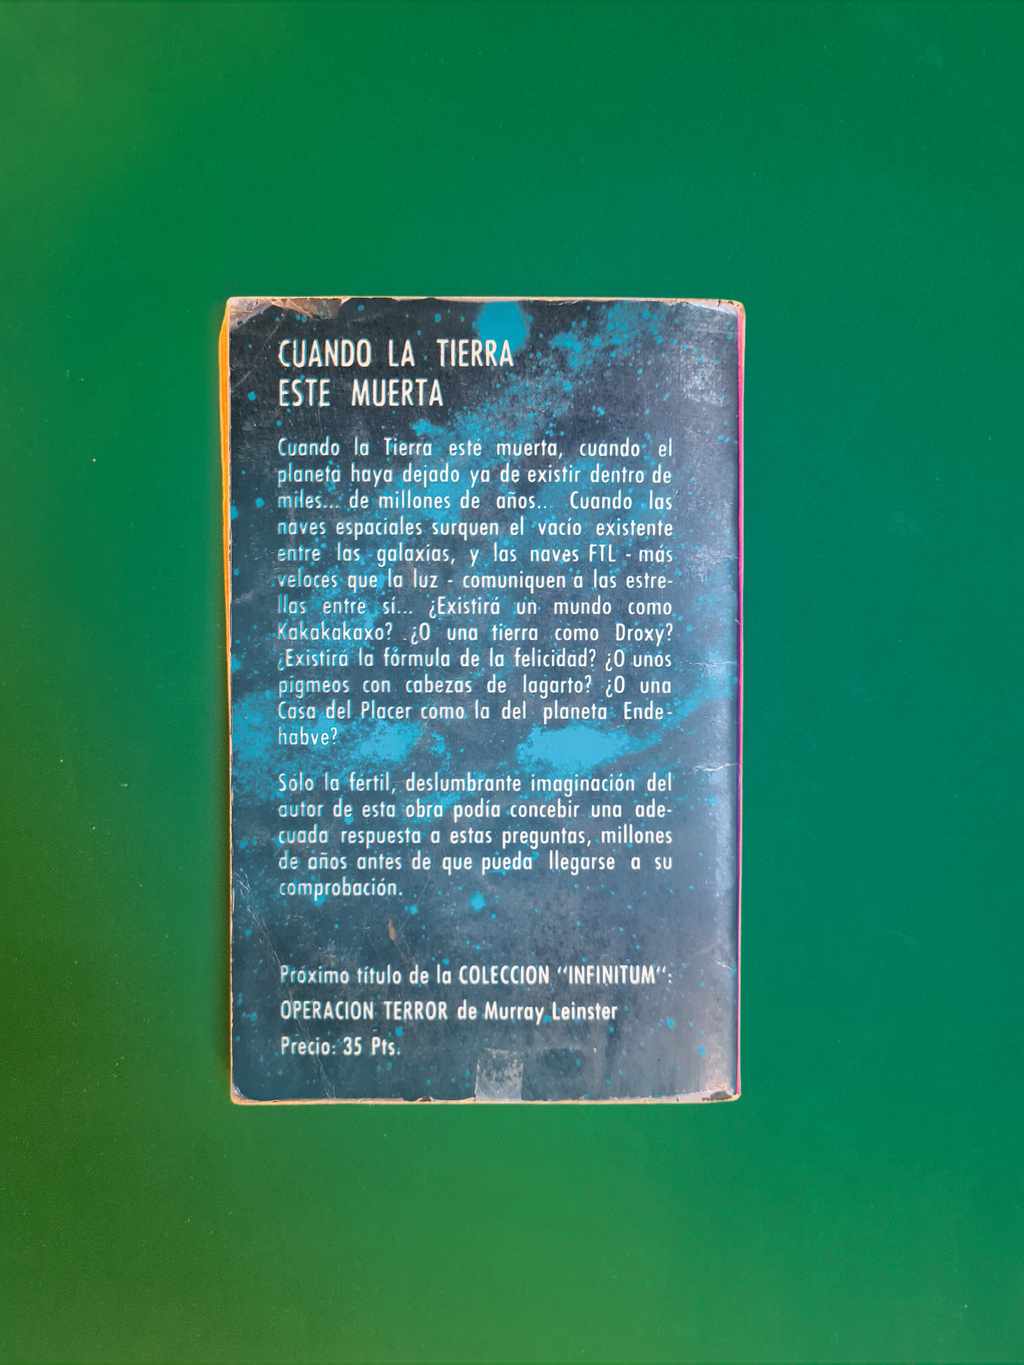 CUANDO LA TIERRA
ESTE MUERTA
Cuando la Tierra esté muerta, cuando el
planeta haya dejado ya de existir dentro de
miles... de millones de años... Cuando las
naves espaciales surquen el vacío existente
entre las galaxias, y las naves FTL - más
veloces que la luz - comuniquen a las estre-
llas entre sí... ¿Existirá un mundo como
Kakakakaxo? ¿O una tierra como Droxy?
¿Existirá la fórmula de la felicidad? ¿O unos
pigmeos con cabezas de lagarto? ¿O una
Casa del Placer como la del planeta Ende-
habve?
Sólo la fértil, deslumbrante imaginación del
autor de esta obra podía concebir una ade-
cuada respuesta a estas preguntas, millones
de años antes de que pueda llegarse a su
comprobación.
Próximo título de la COLECCION "INFINITUM":
OPERACION TERROR de Murray Leinster
Precio: 35 Pts.